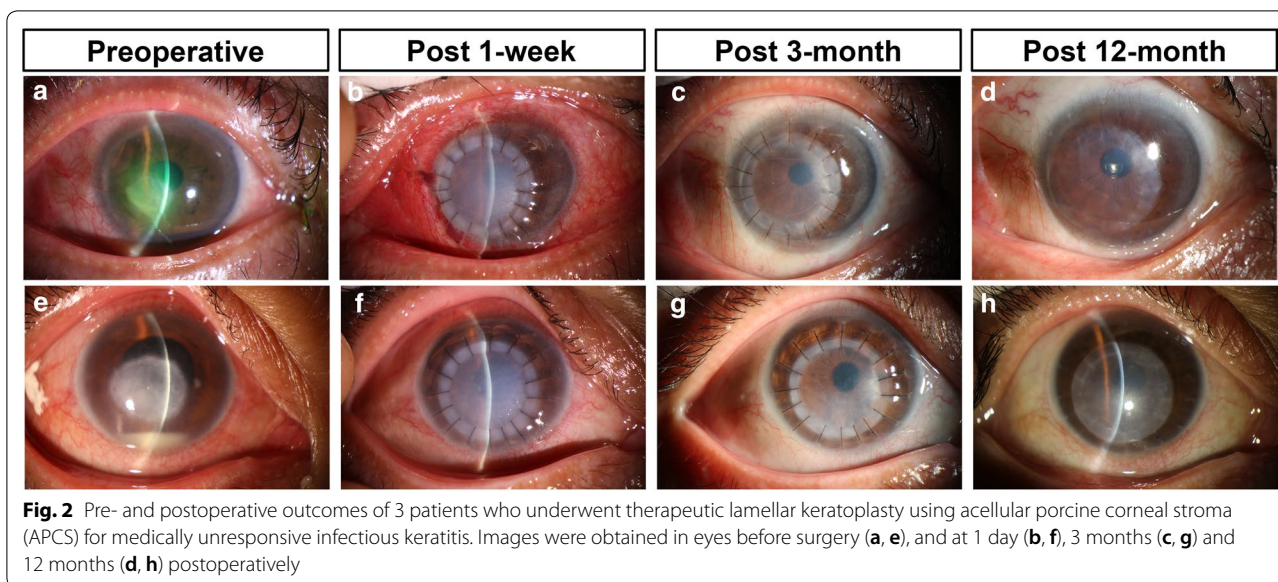 Preoperative
Post 1-week
Post 3-month
Post 12-month
a
b
c
d
e
f
g
h
Fig. 2 Pre- and postoperative outcomes of 3 patients who underwent therapeutic lamellar keratoplasty using acellular porcine corneal stroma
(APCS) for medically unresponsive infectious keratitis. Images were obtained in eyes before surgery (a, e), and at 1 day (b, f), 3 months (c, g) and
12 months (d, h) postoperatively